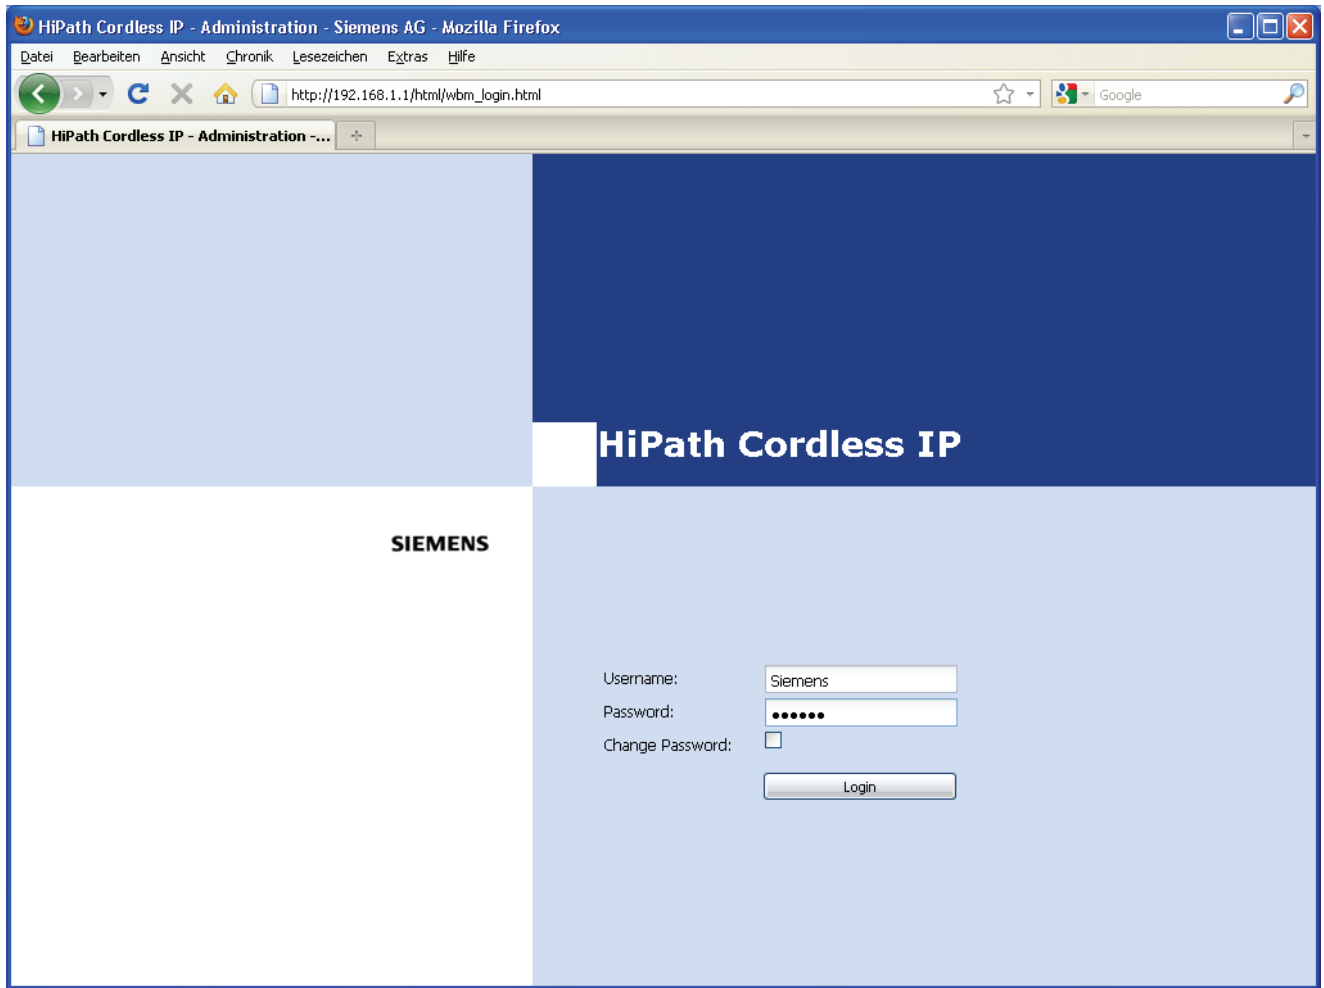 HiPath Cordless IP - Administration - Siemens AG - Mozilla Firefox
Datei Bearbeiten Ansicht Chronik Lesezeichen Extras Hilfe
http://192.168.1.1/html/wbm_login.html Google
HiPath Cordless IP - Administration -...
HiPath Cordless IP
SIEMENS
Username: Siemens
Password: ••••••
Change Password:
Login